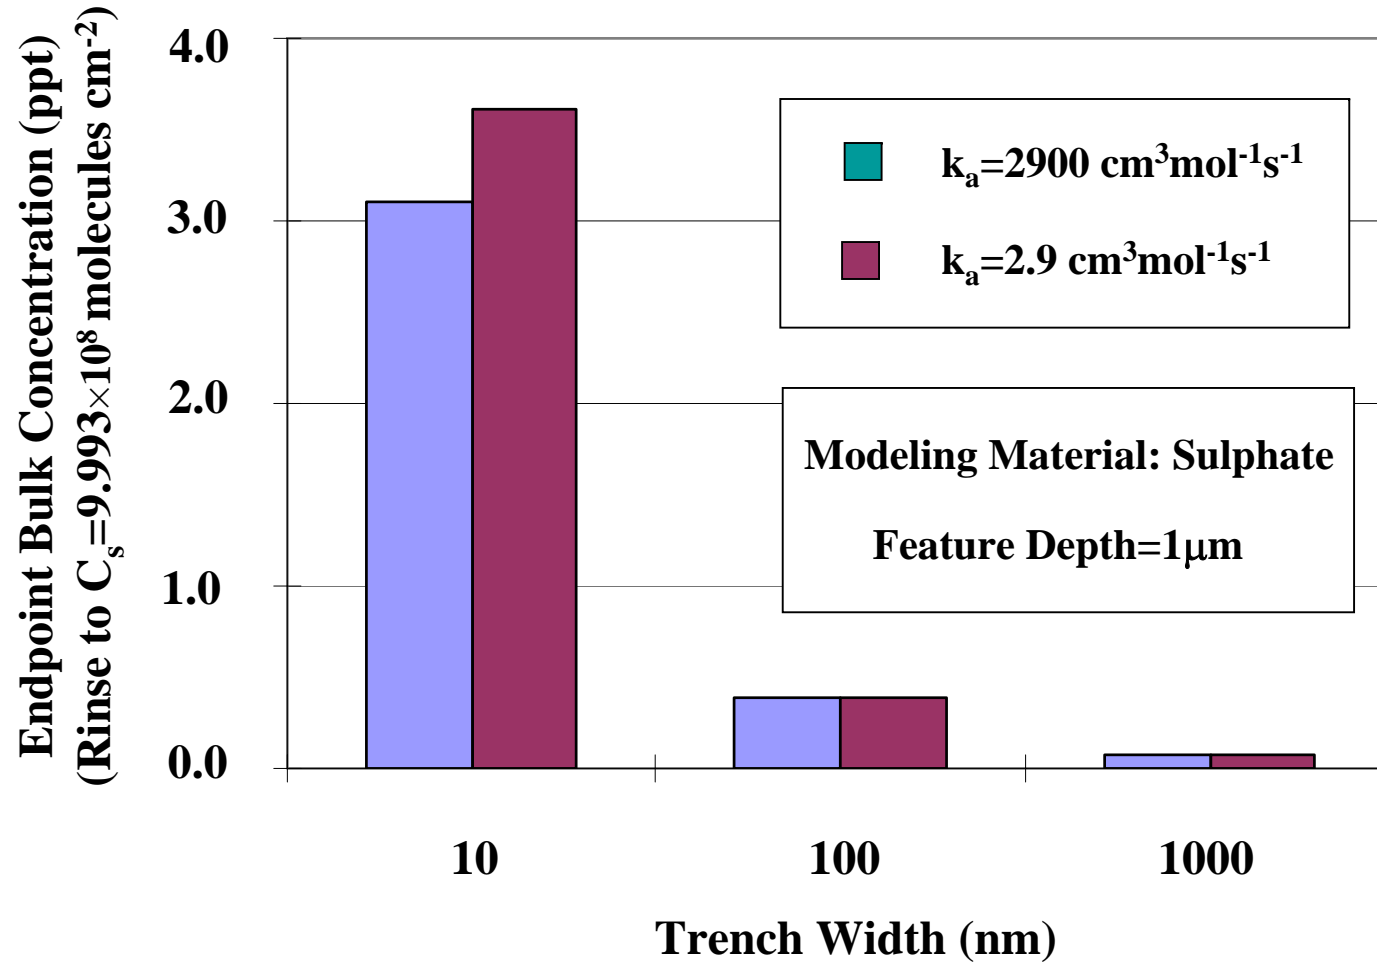 Endpoint Bulk Concentration (ppt)
(Rinse to Cₛ=9.993×10⁸ molecules cm⁻²)
4.0
3.0
2.0
1.0
0.0
kₐ=2900 cm³mol⁻¹s⁻¹
kₐ=2.9 cm³mol⁻¹s⁻¹
Modeling Material: Sulphate
Feature Depth=1μm
10 100 1000
Trench Width (nm)